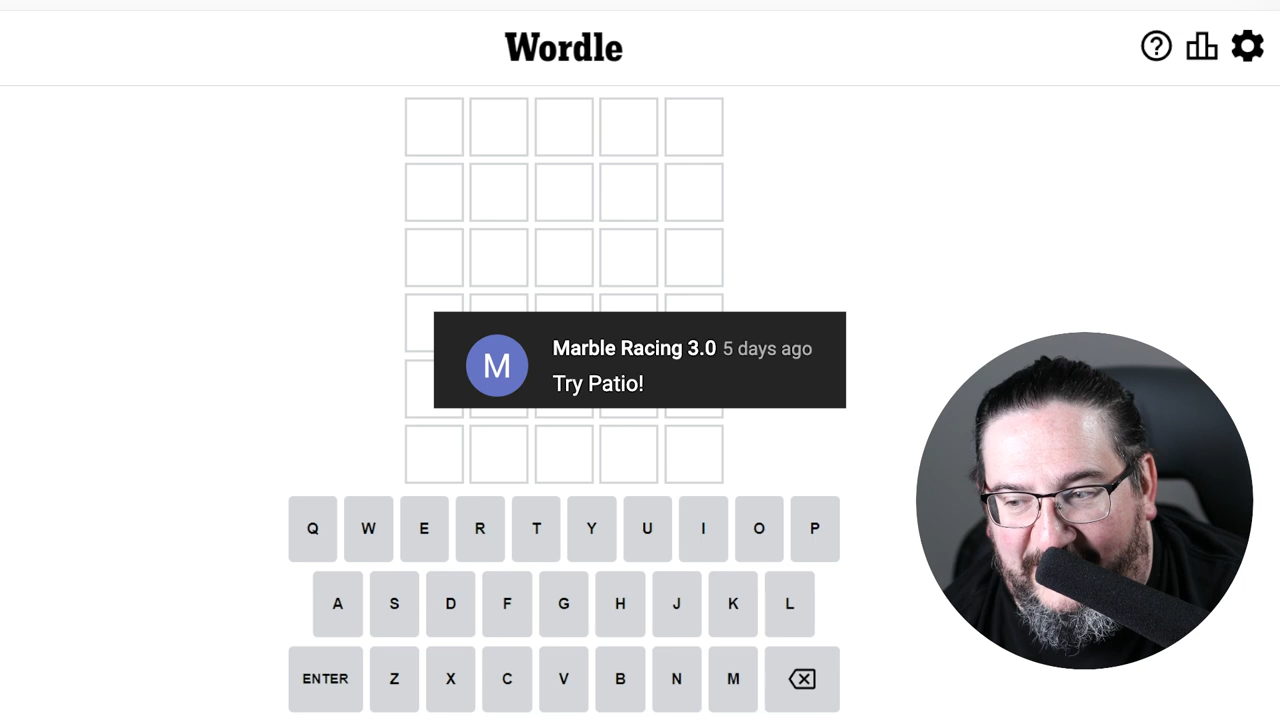 Wordle
M
Marble Racing 3.0 5 days ago
Try Patio!
Q W E R T Y U I O P
A S D F G H J K L
ENTER Z X C V B N M